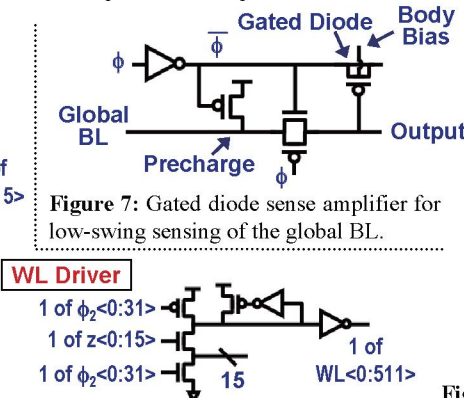 Gated Diode
Body
Bias
ϕ
ϕ̅
Global
BL
Output
Precharge
ϕ
f
5>
Figure 7: Gated diode sense amplifier for
low-swing sensing of the global BL.
WL Driver
1 of ϕ₂<0:31>
1 of z<0:15>
1 of ϕ₂<0:31>
15
1 of
WL<0:511>
Fig